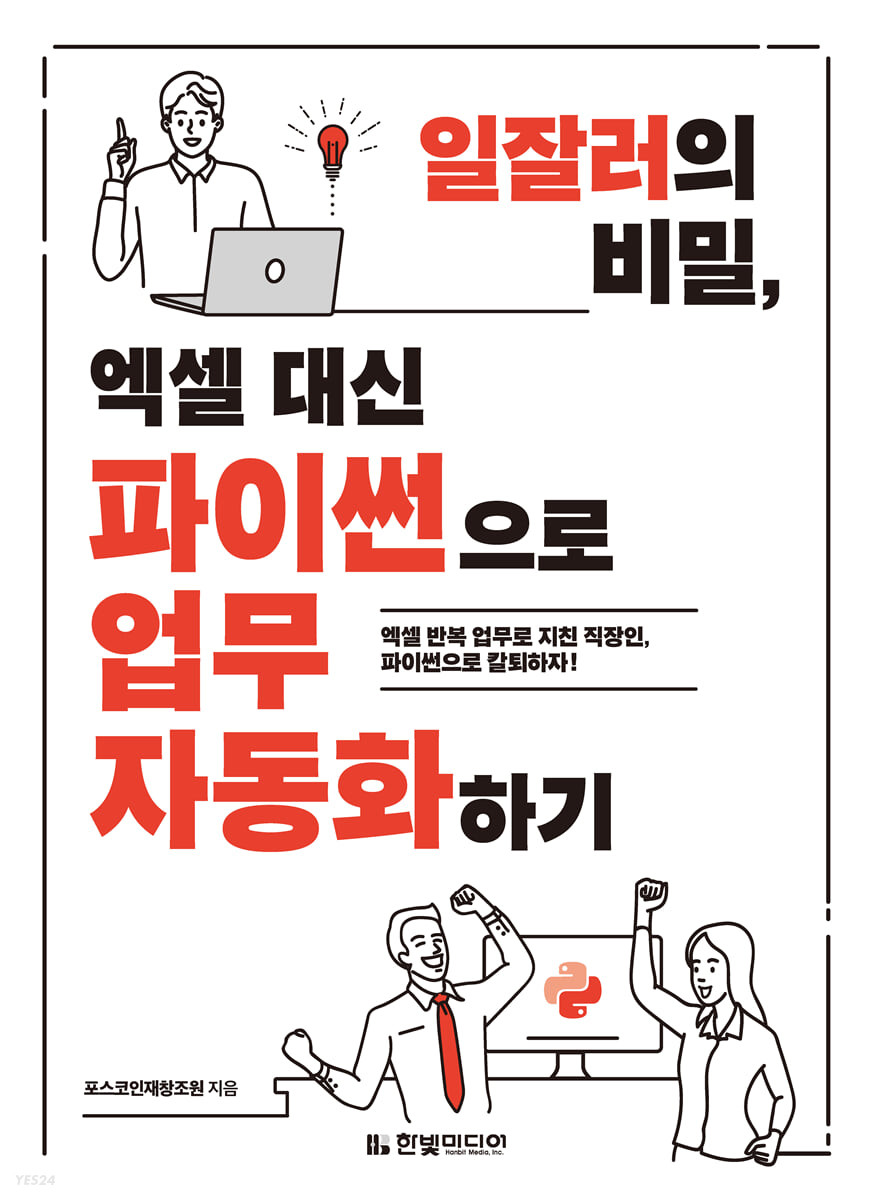 일잘러의
비밀,
엑셀 대신
파이썬으로
업무
엑셀 반복 업무로 지친 직장인,
파이썬으로 칼퇴하자!
자동화하기
포스코인재창조원 지음
한빛미디어
Hanbit Media, Inc.
YES24